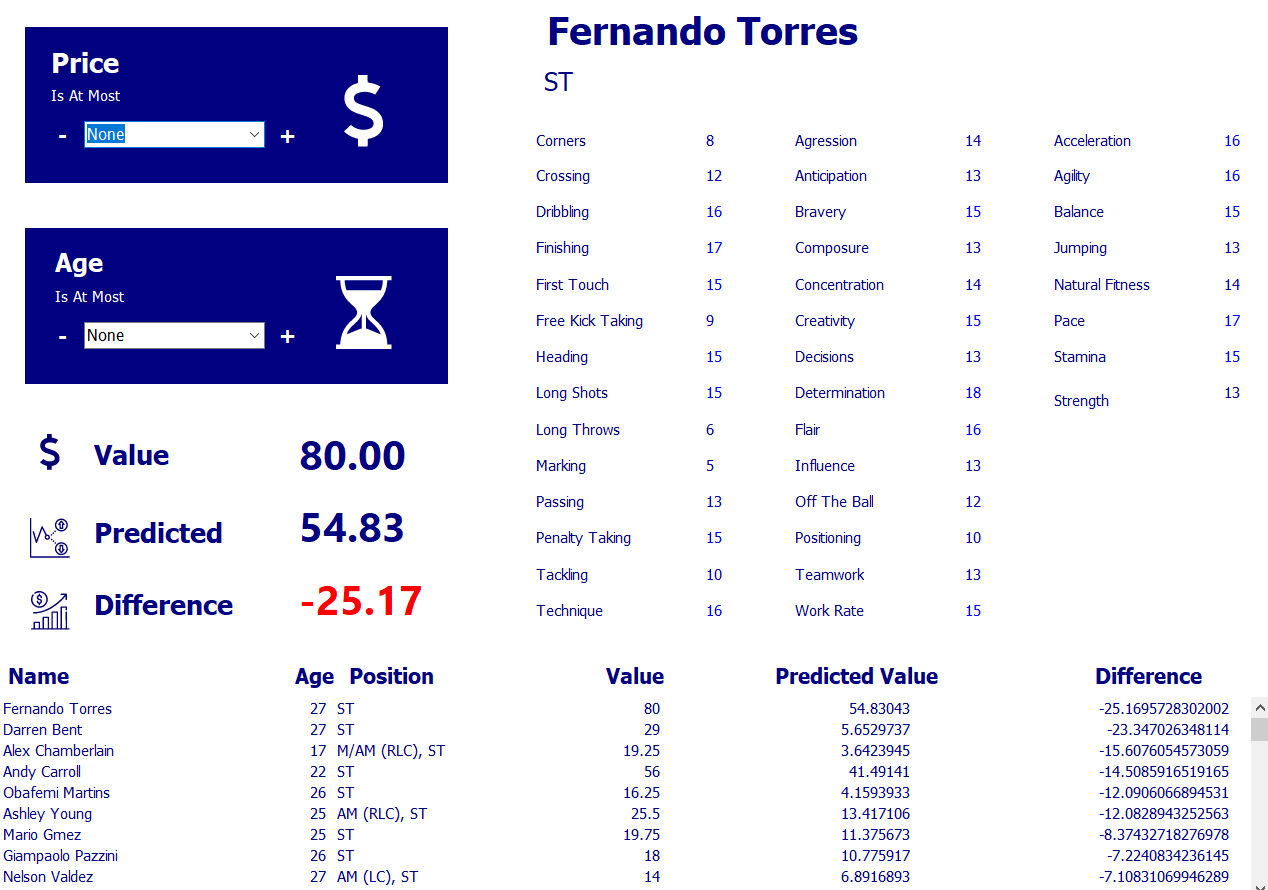 Fernando Torres
ST
Price
Is At Most
- None +
Age
Is At Most
- None +
$ Value 80.00
Predicted 54.83
Difference -25.17
Corners 8 Agression 14 Acceleration 16
Crossing 12 Anticipation 13 Agility 16
Dribbling 16 Bravery 15 Balance 15
Finishing 17 Composure 13 Jumping 13
First Touch 15 Concentration 14 Natural Fitness 14
Free Kick Taking 9 Creativity 15 Pace 17
Heading 15 Decisions 13 Stamina 15
Long Shots 15 Determination 18 Strength 13
Long Throws 6 Flair 16
Marking 5 Influence 13
Passing 13 Off The Ball 12
Penalty Taking 15 Positioning 10
Tackling 10 Teamwork 13
Technique 16 Work Rate 15
Name Age Position Value Predicted Value Difference
Fernando Torres 27 ST 80 54.83043 -25.1695728302002
Darren Bent 27 ST 29 5.6529737 -23.347026348114
Alex Chamberlain 17 M/AM (RLC), ST 19.25 3.6423945 -15.6076054573059
Andy Carroll 22 ST 56 41.49141 -14.5085916519165
Obafemi Martins 26 ST 16.25 4.1593933 -12.0906066894531
Ashley Young 25 AM (RLC), ST 25.5 13.417106 -12.0828943252563
Mario Gmez 25 ST 19.75 11.375673 -8.37432718276978
Giampaolo Pazzini 26 ST 18 10.775917 -7.2240834236145
Nelson Valdez 27 AM (LC), ST 14 6.8916893 -7.10831069946289